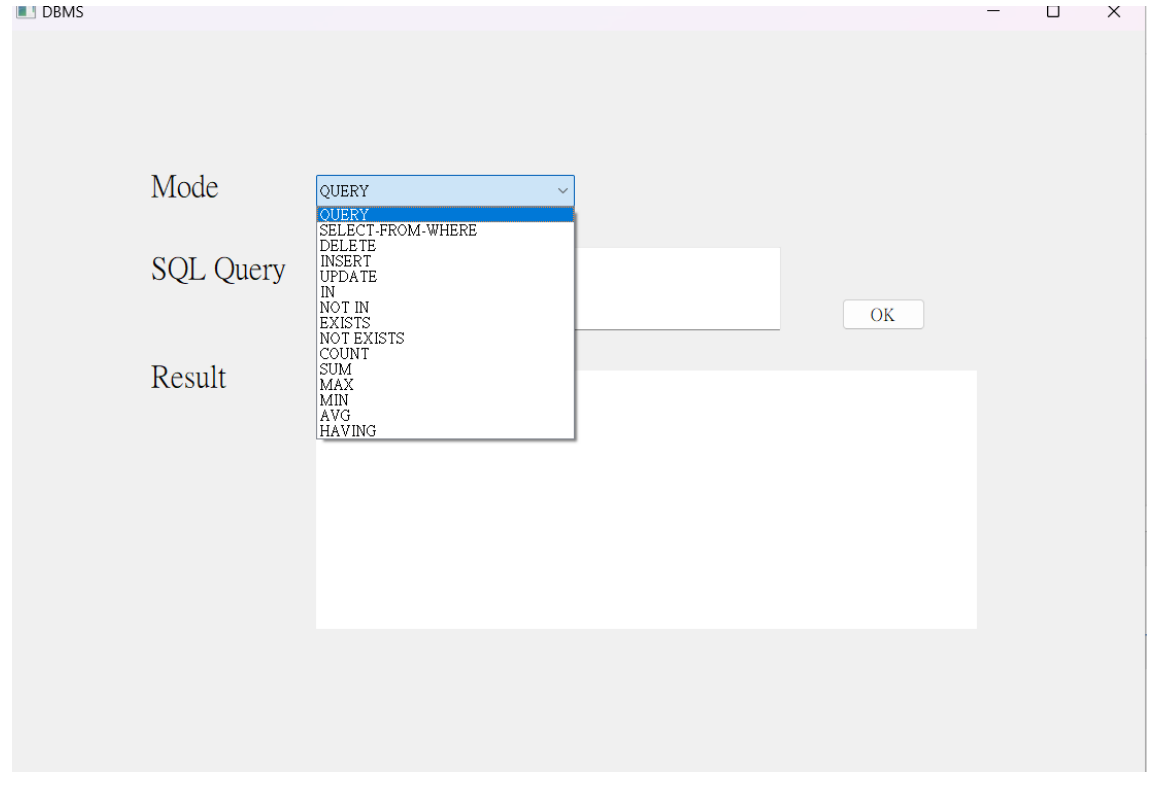 DBMS
Mode
QUERY
QUERY
SELECT-FROM-WHERE
DELETE
INSERT
UPDATE
IN
NOT IN
EXISTS
NOT EXISTS
COUNT
SUM
MAX
MIN
AVG
HAVING
SQL Query
OK
Result